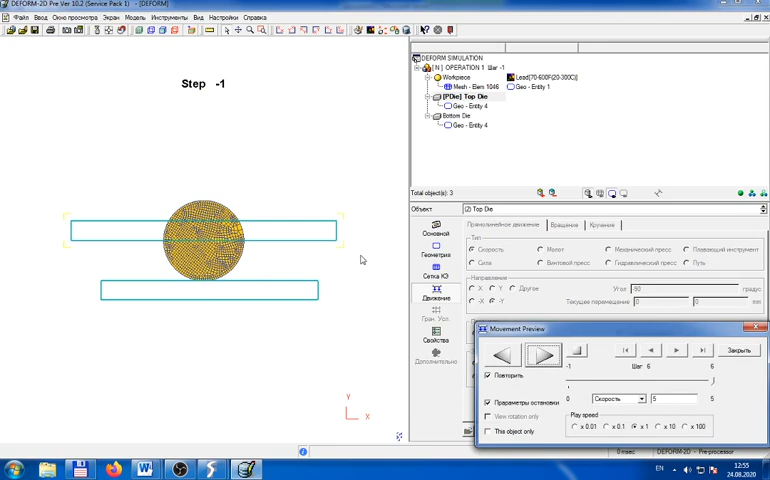 DEFORM-2D Pre Ver 10.2 (Service Pack 1) - [DEFORM]
Ввод Окно просмотра Экран Модель Инструменты Вид Настройки Справка
Step -1
DEFORM SIMULATION
[ N ] OPERATION 1 Шаг -1
Workpiece Lead[70-600F(20-300C)]
Mesh - Elem 1046 Geo - Entity 1
[PDie] Top Die
Geo - Entity 4
Bottom Die
Geo - Entity 4
Total object(s): 3
Объект (2) Top Die
Основной
Геометрия
Сетка КЭ
Движение
Гран. Усл.
Свойства
Дополнительно
Прямолинейное движение Вращение Кручение
Тип
Скорость Молот Механический пресс Плавающий инструмент
Сила Винтовой пресс Гидравлический пресс Путь
Направление
X Y Другое Угол -90 градус
-X -Y Текущее перемещение 0 0 mm
Movement Preview
Закрыть
-1 Шаг 6 6
Повторить
Прараметры остановки 0 Скорость 5 5
View rotation only
This object only
Play speed
x 0.01 x 0.1 x 1 x 10 x 100
Y
X
0 msec DEFORM-2D Pre-processor
EN 12:55
24.08.2020